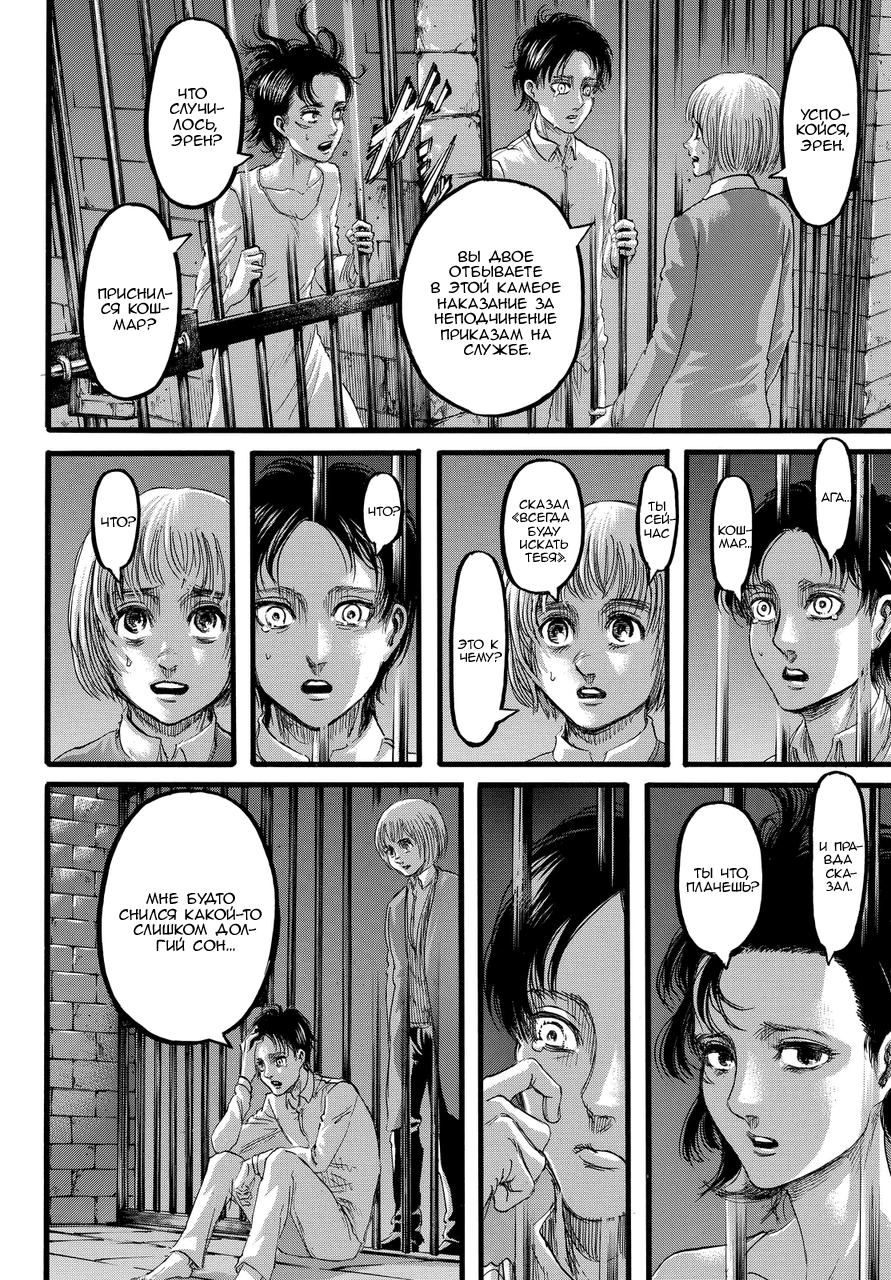 УСПО-
КОЙСЯ,
ЭРЕН.
ВЫ ДВОЕ
ОТБЫВАЕТЕ
В ЭТОЙ КАМЕРЕ
НАКАЗАНИЕ ЗА
НЕПОДЧИНЕНИЕ
ПРИКАЗАМ НА
СЛУЖБЕ.
ЧТО
СЛУЧИ-
ЛОСЬ,
ЭРЕН?
ПРИСНИЛ-
СЯ КОШ-
МАР?
АГА...
КОШ-
МАР...
ТЫ
СЕЙ-
ЧАС
СКАЗАЛ
«ВСЕГДА
БУДУ
ИСКАТЬ
ТЕБЯ».
ЭТО К
ЧЕМУ?
ЧТО?
ЧТО?
И ПРА-
ВДА
СКА-
ЗАЛ.
ТЫ ЧТО,
ПЛАЧЕШЬ?
МНЕ БУДТО
СНИЛСЯ КАКОЙ-ТО
СЛИШКОМ ДОЛ-
ГИЙ СОН...